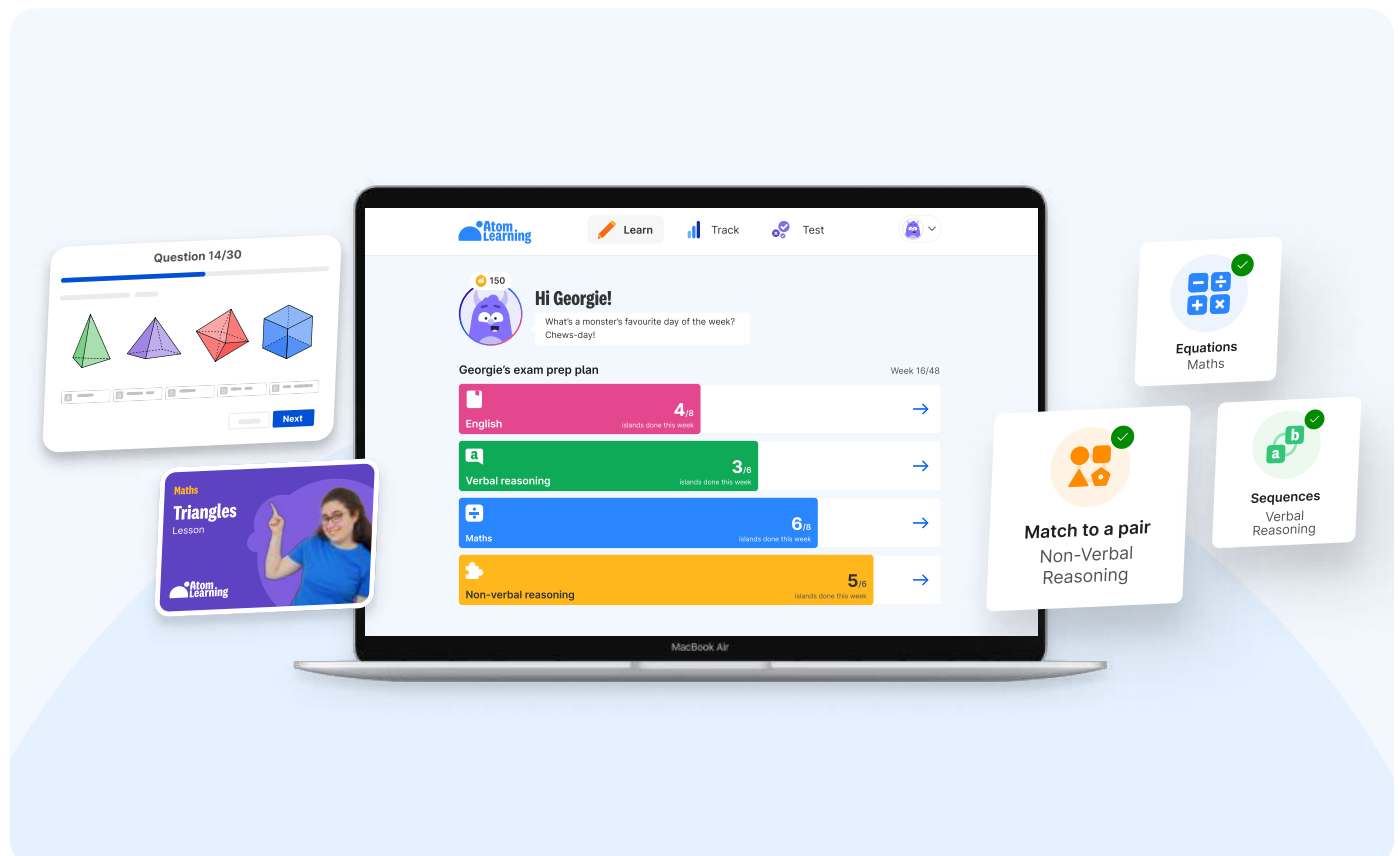 Question 14/30
Next
Maths
Triangles
Lesson
Atom
Learning
Atom
Learning
Learn
Track
Test
150
Hi Georgie!
What's a monster's favourite day of the week?
Chews-day!
Georgie's exam prep plan
Week 16/48
4/8
English
islands done this week
a
3/6
Verbal reasoning
islands done this week
6/8
Maths
islands done this week
5/6
Non-verbal reasoning
islands done this week
MacBook Air
Equations
Maths
Match to a pair
Non-Verbal
Reasoning
b
a
Sequences
Verbal
Reasoning